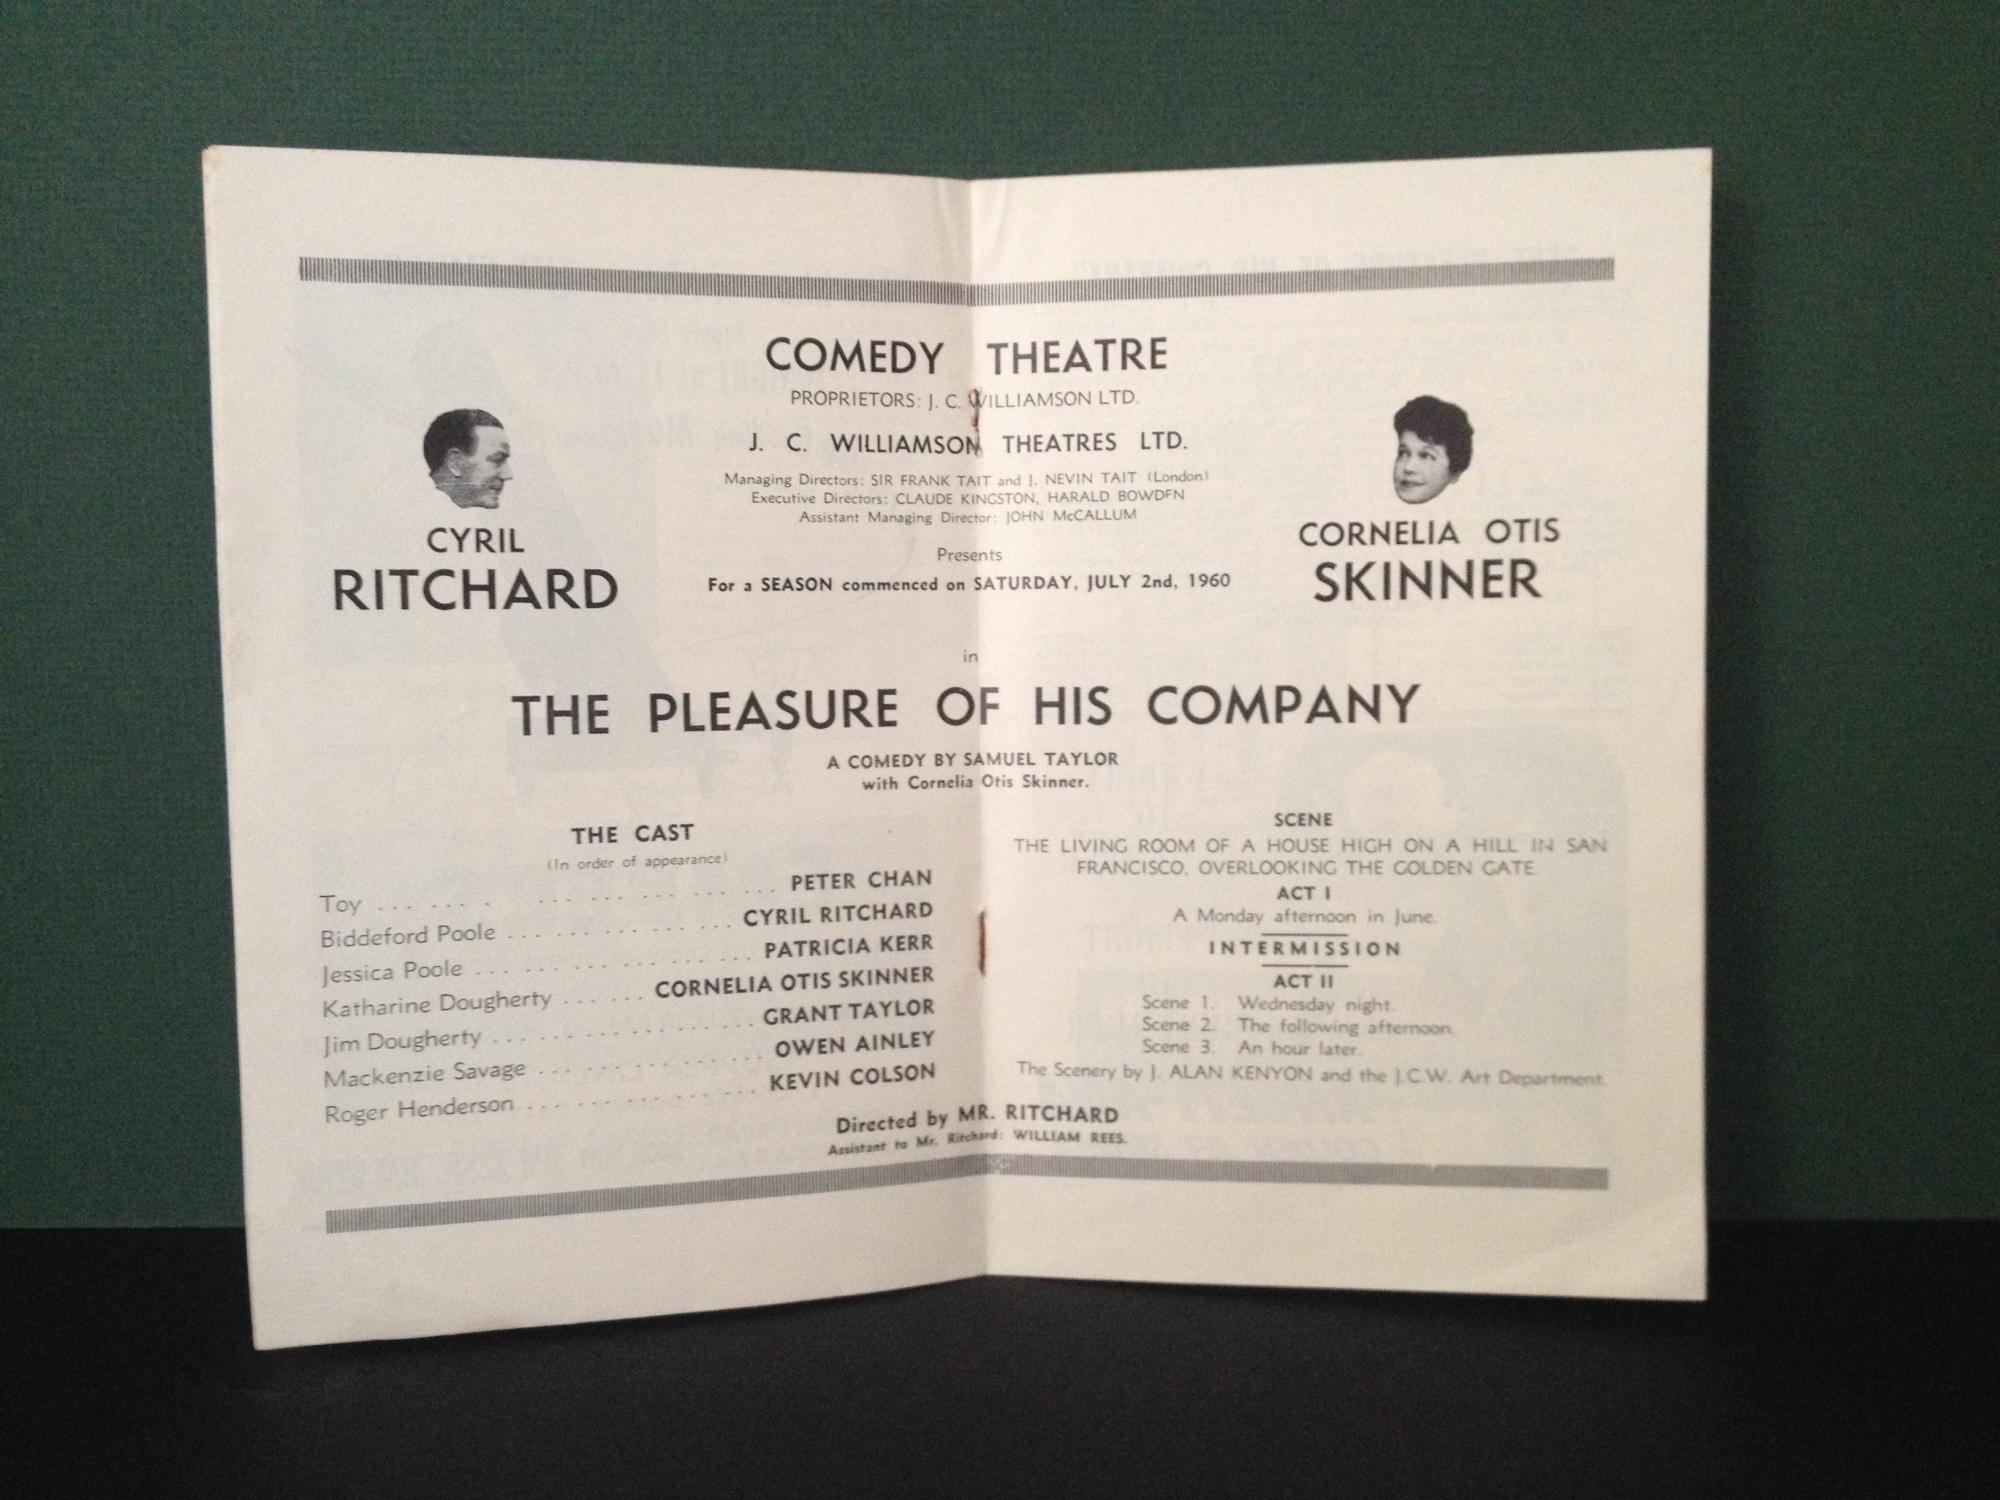 COMEDY THEATRE
PROPRIETORS: J. C. WILLIAMSON LTD.
J. C. WILLIAMSON THEATRES LTD.
Managing Directors: SIR FRANK TAIT and J. NEVIN TAIT (London)
Executive Directors: CLAUDE KINGSTON, HARALD BOWDEN
Assistant Managing Director: JOHN McCALLUM
Presents
For a SEASON commenced on SATURDAY, JULY 2nd, 1960
CYRIL
RITCHARD
CORNELIA OTIS
SKINNER
in
THE PLEASURE OF HIS COMPANY
A COMEDY BY SAMUEL TAYLOR
with Cornelia Otis Skinner.
THE CAST
(In order of appearance)
Toy ... ... . ... ... ... ... ... PETER CHAN
Biddeford Poole ... ... ... ... ... CYRIL RITCHARD
Jessica Poole ... ... ... ... ... ... PATRICIA KERR
Katharine Dougherty ... ... CORNELIA OTIS SKINNER
Jim Dougherty ... ... ... ... ... ... GRANT TAYLOR
Mackenzie Savage ... ... ... ... ... OWEN AINLEY
Roger Henderson ... ... ... ... ... KEVIN COLSON
SCENE
THE LIVING ROOM OF A HOUSE HIGH ON A HILL IN SAN
FRANCISCO, OVERLOOKING THE GOLDEN GATE.
ACT I
A Monday afternoon in June.
INTERMISSION
ACT II
Scene 1. Wednesday night.
Scene 2. The following afternoon.
Scene 3. An hour later.
The Scenery by J. ALAN KENYON and the J.C.W. Art Department.
Directed by MR. RITCHARD
Assistant to Mr. Ritchard: WILLIAM REES.